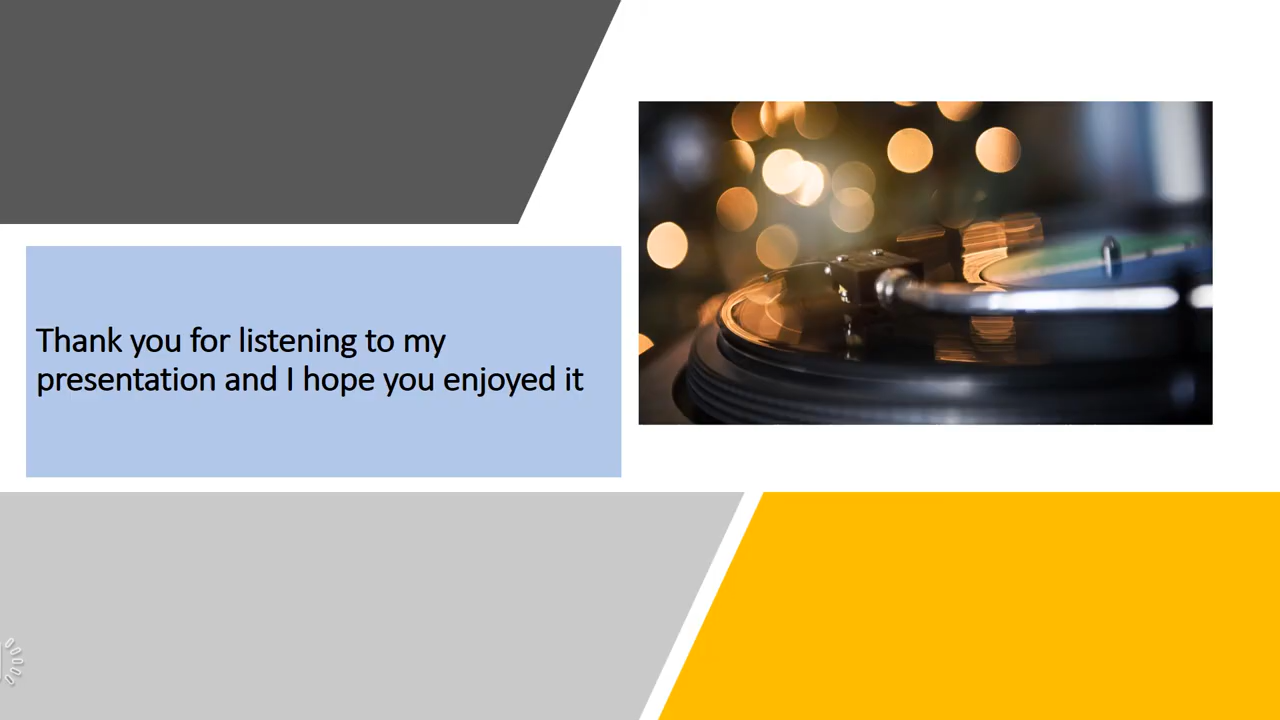 Thank you for listening to my
presentation and I hope you enjoyed it